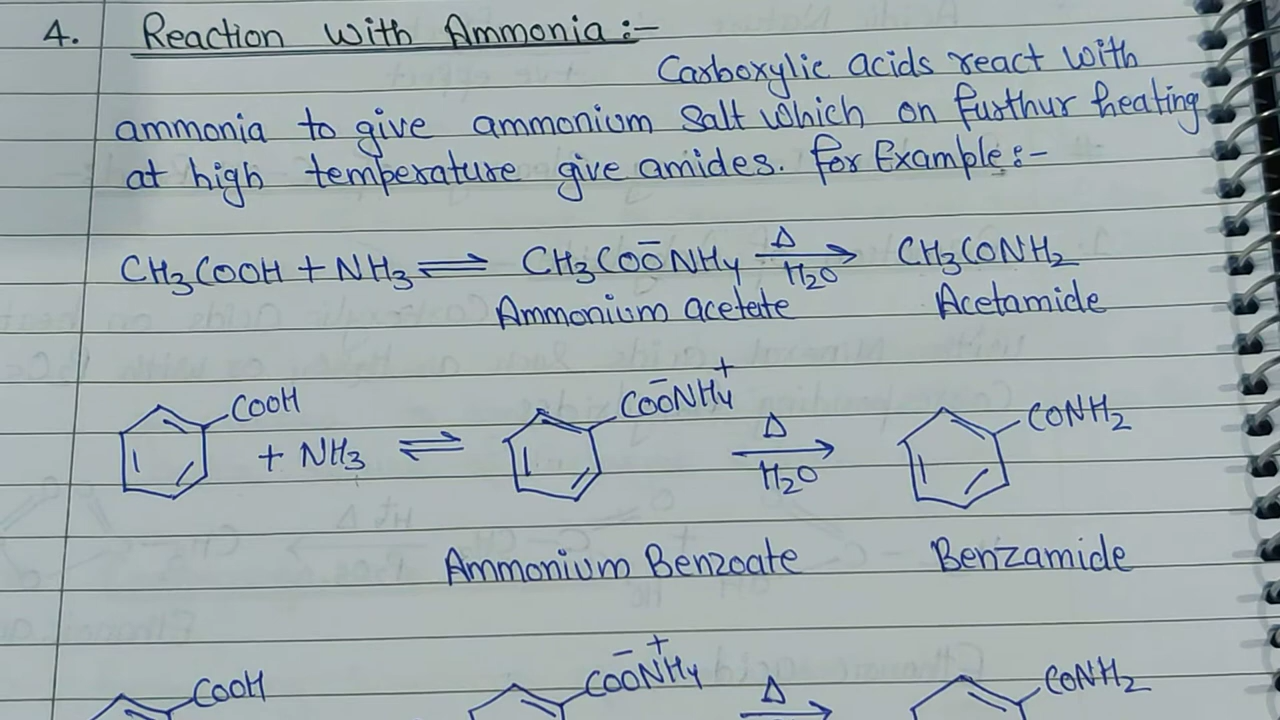 4. Reaction with Ammonia :-
Carboxylic acids react with
ammonia to give ammonium salt which on furthur heating
at high temperature give amides. for Example :-
CH₃COOH + NH₃ ⇌ CH₃COO⁻NH₄ Δ→ H₂O CH₃CONH₂
Ammonium acetete Acetamide
COOH + NH₃ ⇌ COO⁻NH₄⁺ Δ→ H₂O CONH₂
Ammonium Benzoate Benzamide
COOH COO⁻NH₄⁺ Δ→ CONH₂